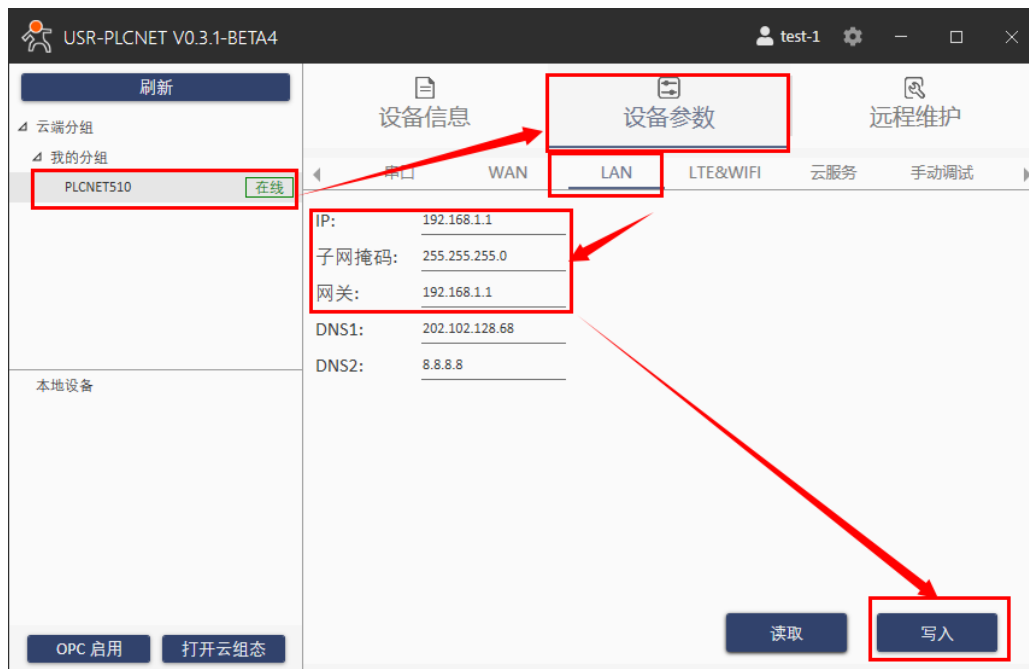 USR-PLCNET V0.3.1-BETA4
test-1
刷新
云端分组
我的分组
PLCNET510
在线
本地设备
OPC 启用
打开云组态
设备信息
设备参数
远程维护
串口
WAN
LAN
LTE&WIFI
云服务
手动调试
IP: 192.168.1.1
子网掩码: 255.255.255.0
网关: 192.168.1.1
DNS1: 202.102.128.68
DNS2: 8.8.8.8
读取
写入